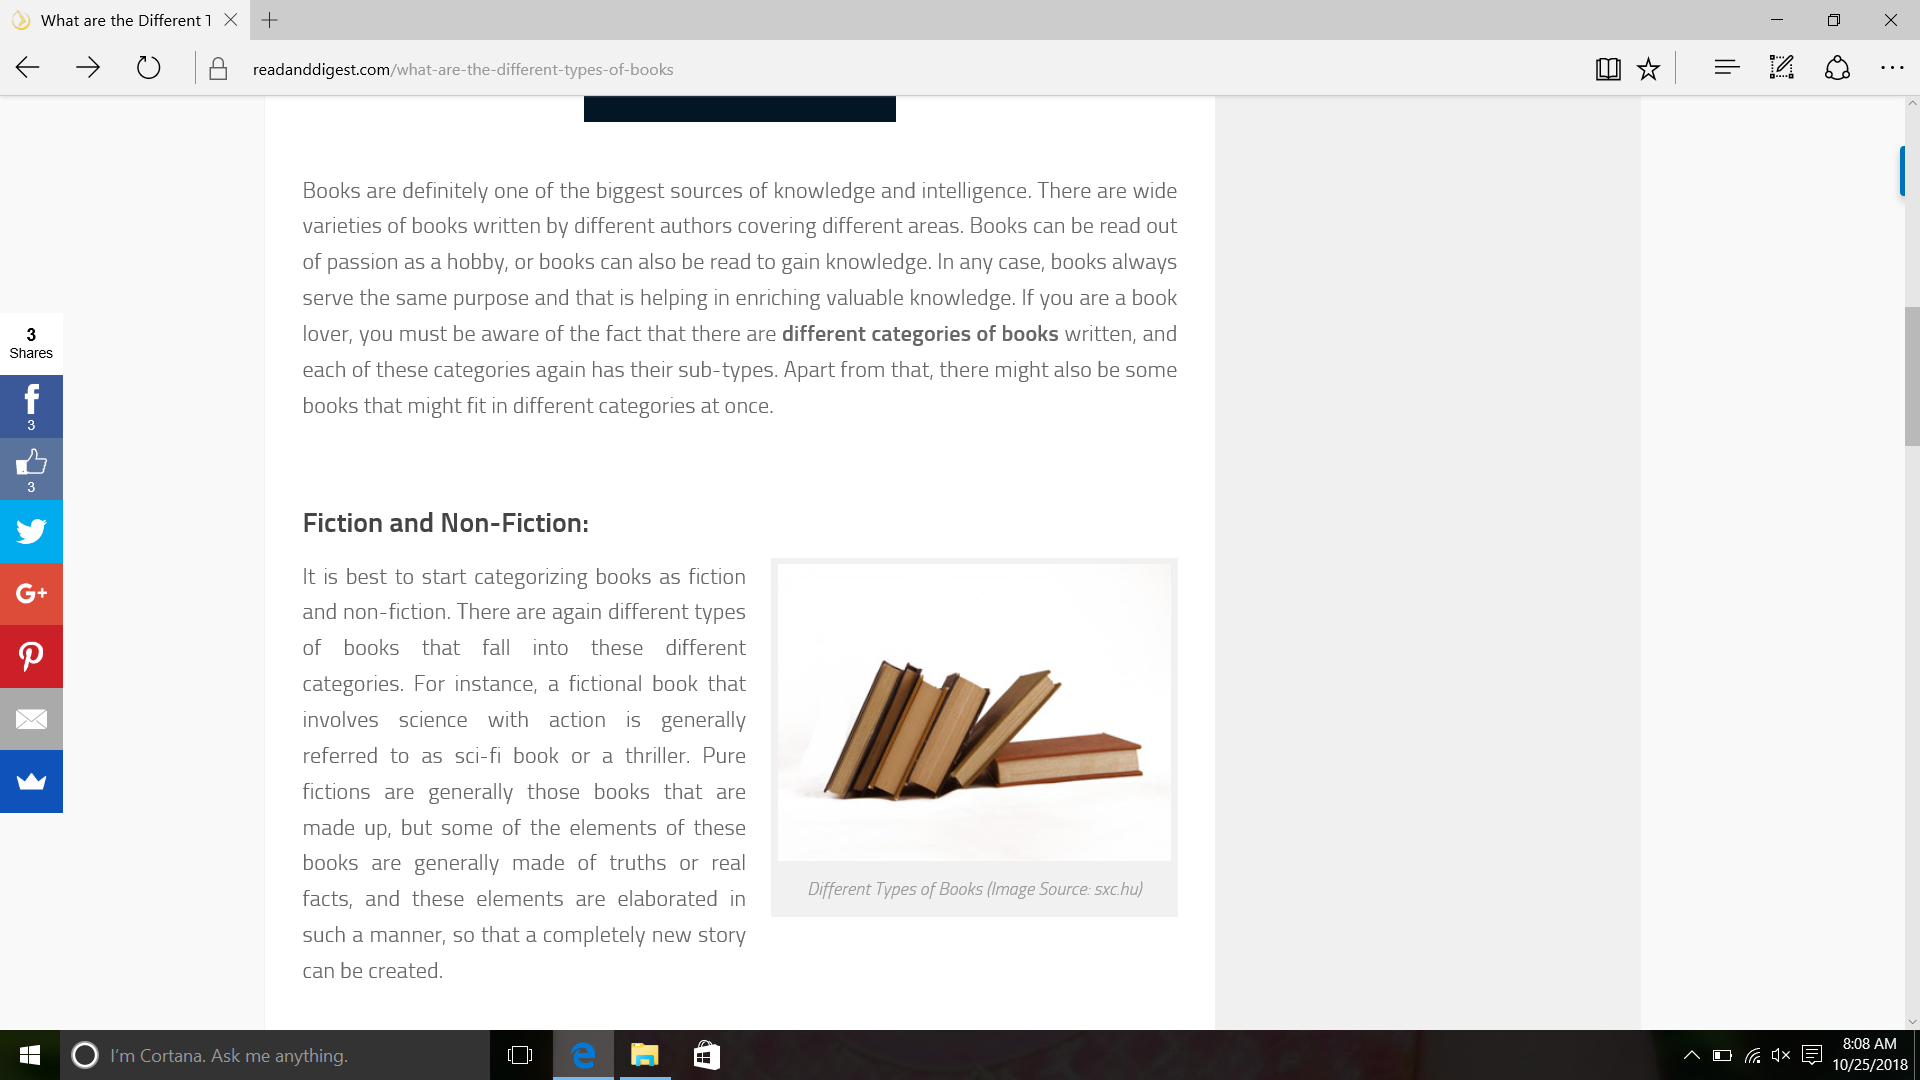 What are the Different T
readanddigest.com/what-are-the-different-types-of-books
Books are definitely one of the biggest sources of knowledge and intelligence. There are wide
varieties of books written by different authors covering different areas. Books can be read out
of passion as a hobby, or books can also be read to gain knowledge. In any case, books always
serve the same purpose and that is helping in enriching valuable knowledge. If you are a book
lover, you must be aware of the fact that there are different categories of books written, and
each of these categories again has their sub-types. Apart from that, there might also be some
books that might fit in different categories at once.
3
Shares
3
3
G+
Fiction and Non-Fiction:
It is best to start categorizing books as fiction
and non-fiction. There are again different types
of books that fall into these different
categories. For instance, a fictional book that
involves science with action is generally
referred to as sci-fi book or a thriller. Pure
fictions are generally those books that are
made up, but some of the elements of these
books are generally made of truths or real
facts, and these elements are elaborated in
such a manner, so that a completely new story
can be created.
Different Types of Books (Image Source: sxc.hu)
I'm Cortana. Ask me anything.
8:08 AM
10/25/2018